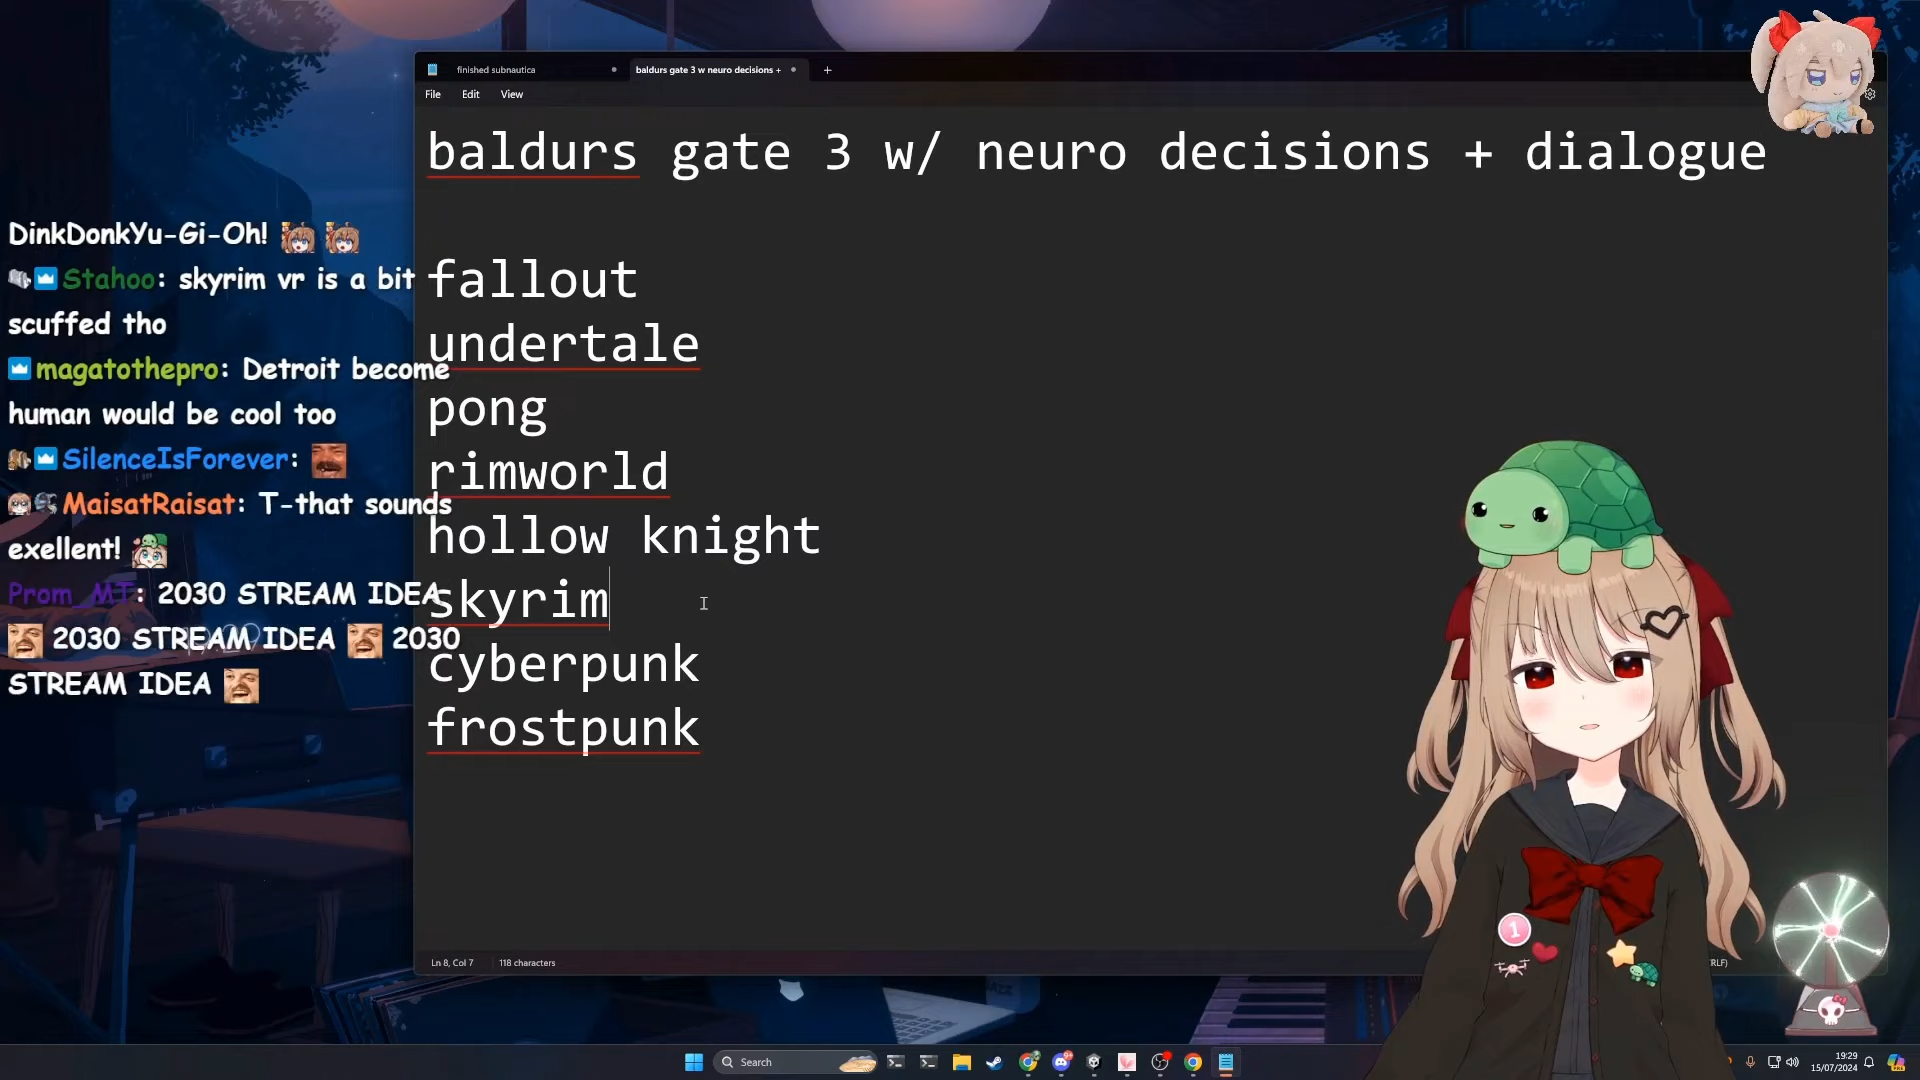 finished subnautica
baldurs gate 3 w neuro decisions +
File Edit View
baldurs gate 3 w/ neuro decisions + dialogue
fallout
undertale
pong
rimworld
hollow knight
skyrim
cyberpunk
frostpunk
DinkDonkYu-Gi-Oh!
Stahoo: skyrim vr is a bit
scuffed tho
magatothepro: Detroit become
human would be cool too
SilenceIsForever:
MaisatRaisat: T-that sounds
exellent!
Prom_MT: 2030 STREAM IDEA
2030 STREAM IDEA 2030
STREAM IDEA
1
Ln 8, Col 7 118 characters
Search
19:29
15/07/2024